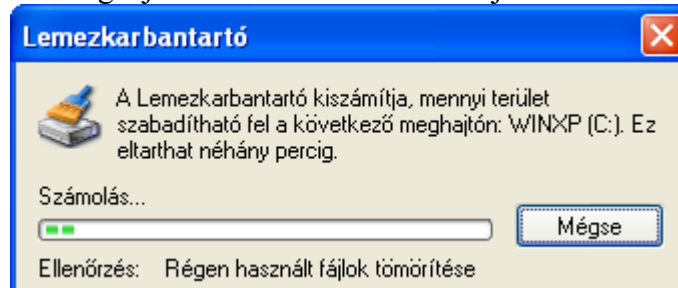 Lemezkarbantartó
A Lemezkarbantartó kiszámítja, mennyi terület
szabadítható fel a következő meghajtón: WINXP (C:). Ez
eltarthat néhány percig.
Számolás...
Mégse
Ellenőrzés: Régen használt fájlok tömörítése